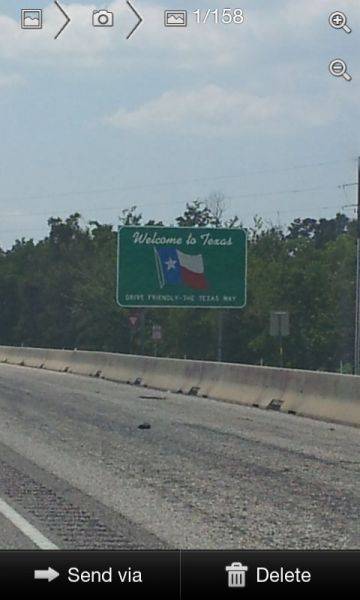 1/158
Welcome to Texas
DRIVE FRIENDLY-THE TEXAS WAY
Send via
Delete